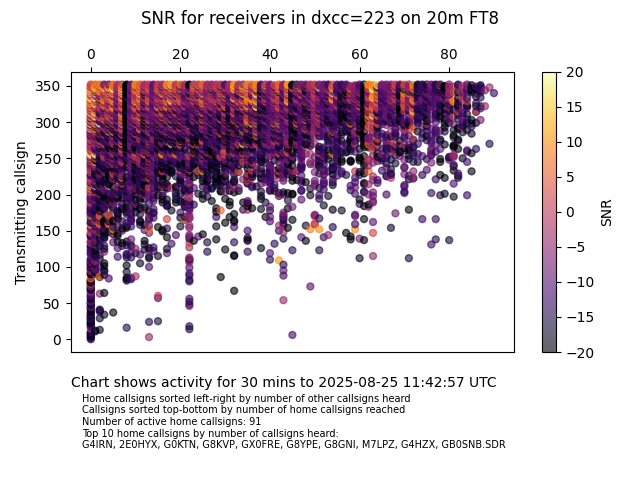 SNR for receivers in dxcc=223 on 20m FT8
0 20 40 60 80
350
300
250
200
150
100
50
0
Transmitting callsign
20
15
10
5
0
−5
−10
−15
−20
SNR
Chart shows activity for 30 mins to 2025-08-25 11:42:57 UTC
Home callsigns sorted left-right by number of other callsigns heard
Callsigns sorted top-bottom by number of home callsigns reached
Number of active home callsigns: 91
Top 10 home callsigns by number of callsigns heard:
G4IRN, 2E0HYX, G0KTN, G8KVP, GX0FRE, G8YPE, G8GNI, M7LPZ, G4HZX, GB0SNB.SDR